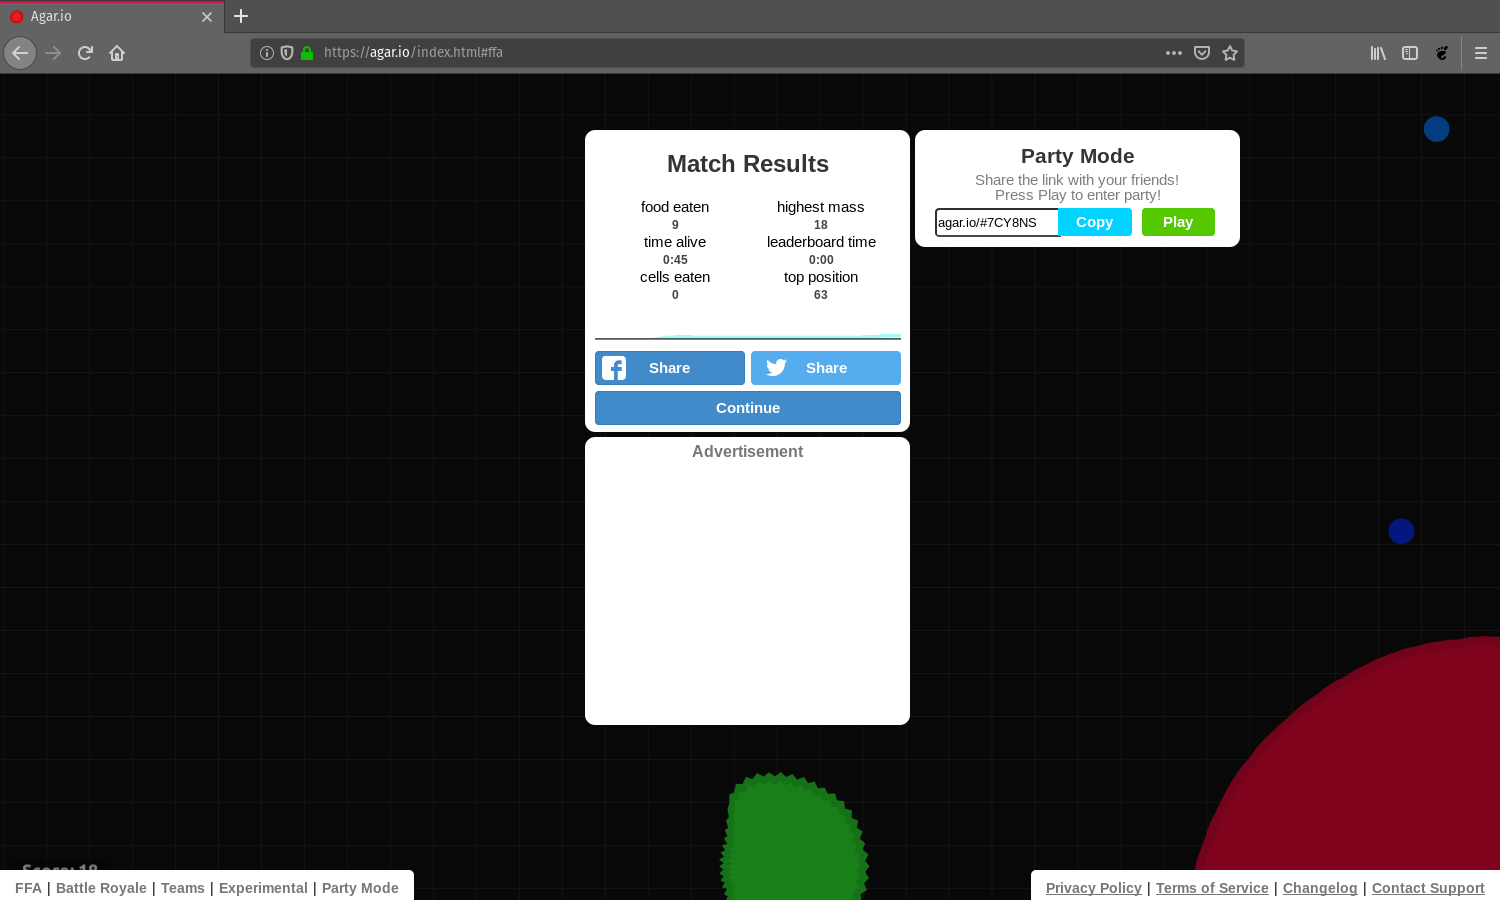 Agar.io
https://agar.io/index.html#ffa
Match Results
food eaten
9
highest mass
18
time alive
0:45
leaderboard time
0:00
cells eaten
0
top position
63
Share
Share
Continue
Advertisement
Party Mode
Share the link with your friends!
Press Play to enter party!
agar.io/#7CY8NS
Copy
Play
Score: 18
FFA | Battle Royale | Teams | Experimental | Party Mode
Privacy Policy | Terms of Service | Changelog | Contact Support